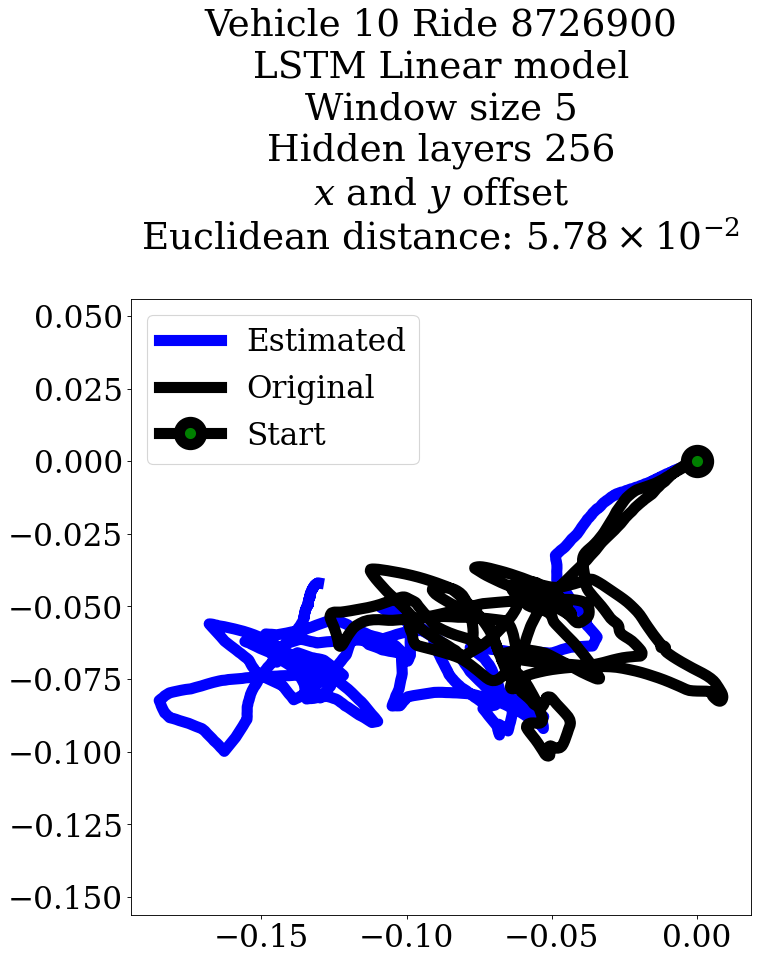 Vehicle 10 Ride 8726900
LSTM Linear model
Window size 5
Hidden layers 256
x and y offset
Euclidean distance: 5.78 × 10⁻²
Estimated
Original
Start
0.050
0.025
0.000
−0.025
−0.050
−0.075
−0.100
−0.125
−0.150
−0.15 −0.10 −0.05 0.00